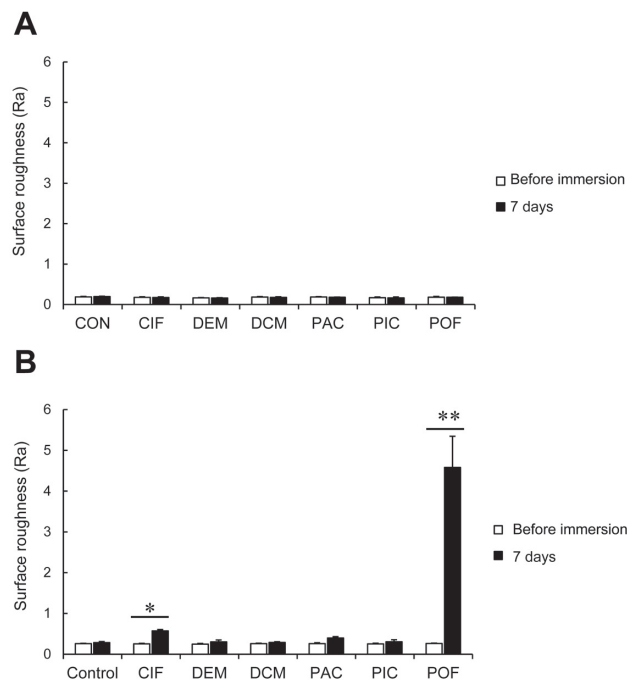 A
Surface roughness (Ra)
6
5
4
3
2
1
0
CON CIF DEM DCM PAC PIC POF
Before immersion
7 days
B
Surface roughness (Ra)
6
5
4
3
2
1
0
*
**
Control CIF DEM DCM PAC PIC POF
Before immersion
7 days